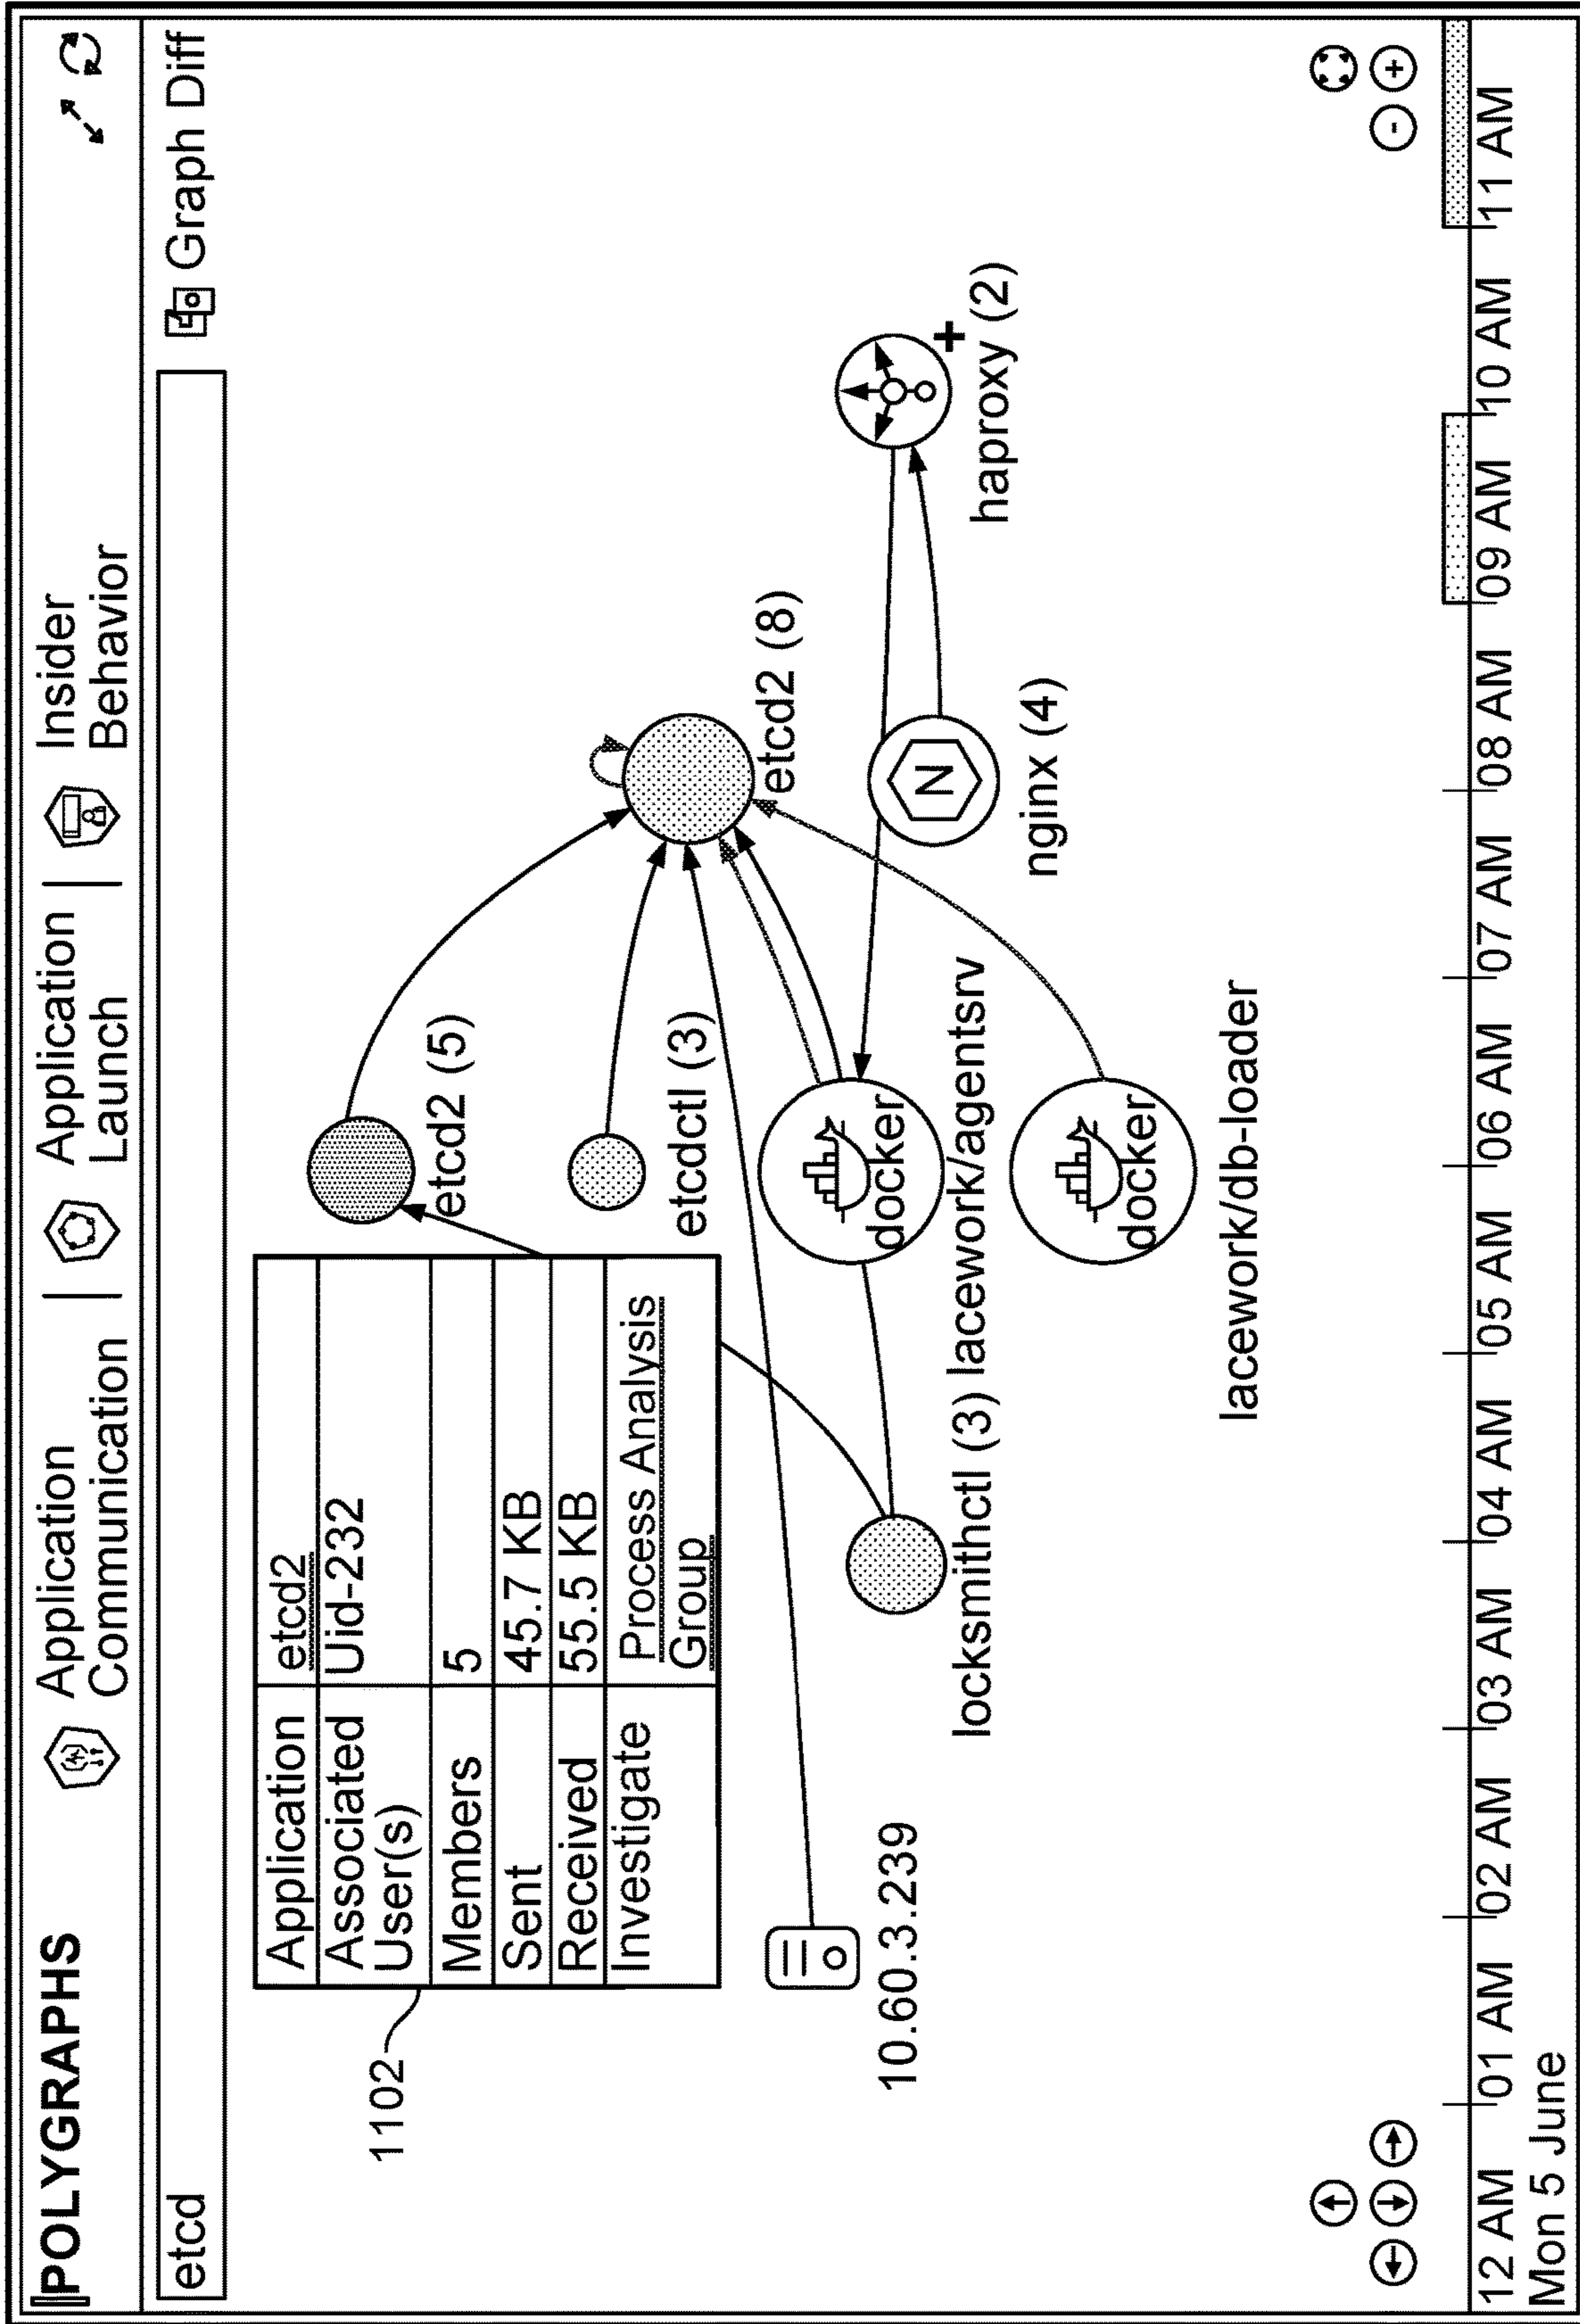 POLYGRAPHS
Application
Communication
Application
Launch
Insider
Behavior
etcd
Graph Diff
1102
Application etcd2
Associated Uid-232
User(s)
Members 5
Sent 45.7 KB
Received 55.5 KB
Investigate Process Analysis
Group
etcd2 (5)
etcdctl (3)
etcd2 (8)
haproxy (2)
+
N
nginx (4)
docker
lacework/agentsrv
docker
lacework/db-loader
locksmithctl (3)
10.60.3.239
- +
12 AM 01 AM 02 AM 03 AM 04 AM 05 AM 06 AM 07 AM 08 AM 09 AM 10 AM 11 AM
Mon 5 June